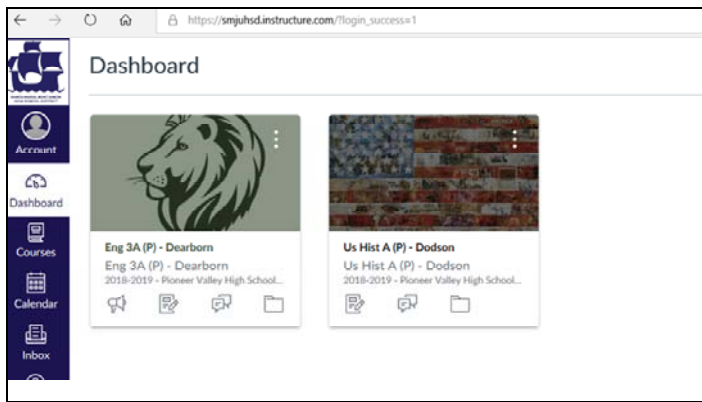 https://smjuhsd.instructure.com/?login_success=1
Dashboard
Account
Dashboard
Courses
Calendar
Inbox
Eng 3A (P) - Dearborn
Eng 3A (P) - Dearborn
2018-2019 - Pioneer Valley High School...
Us Hist A (P) - Dodson
Us Hist A (P) - Dodson
2018-2019 - Pioneer Valley High School...